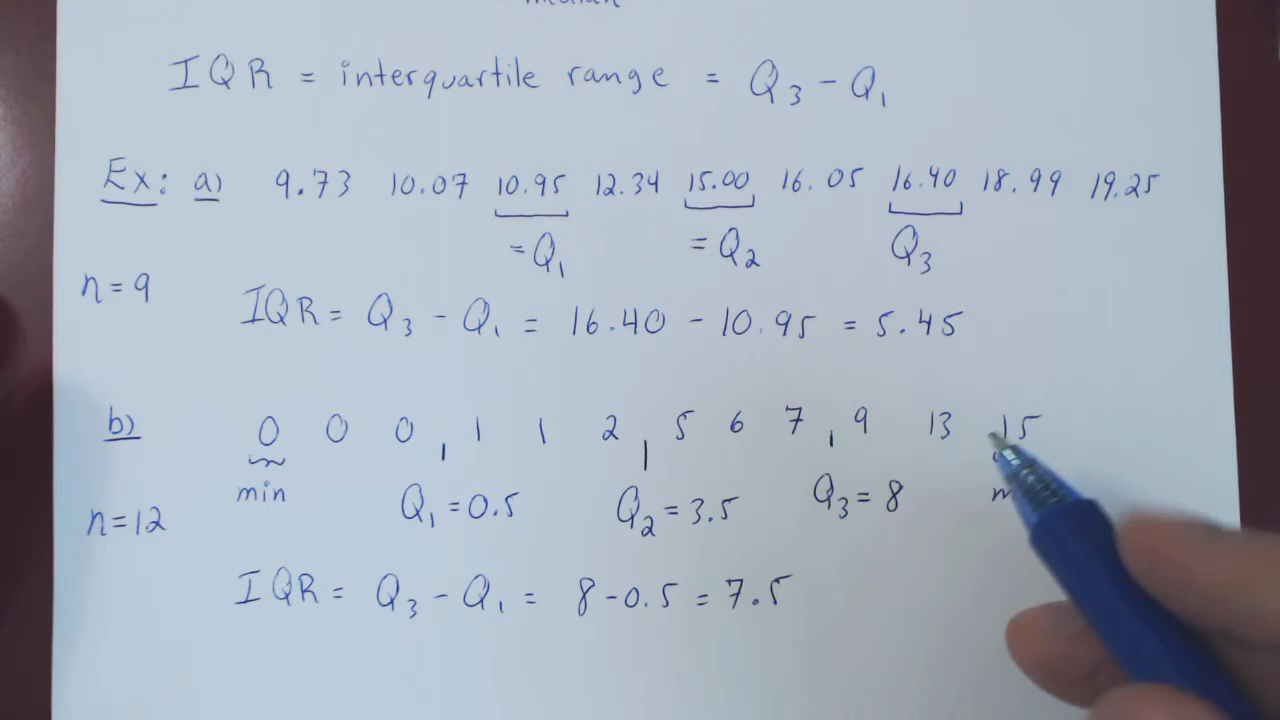 IQR = interquartile range = Q3 - Q1
Ex: a) 9.73 10.07 10.95 12.34 15.00 16.05 16.40 18.99 19.25
= Q1 = Q2 Q3
n = 9
IQR = Q3 - Q1 = 16.40 - 10.95 = 5.45
b) 0 0 0 , 1 1 2 , 5 6 7 , 9 13 15
min
n = 12 Q1 = 0.5 Q2 = 3.5 Q3 = 8
IQR = Q3 - Q1 = 8 - 0.5 = 7.5